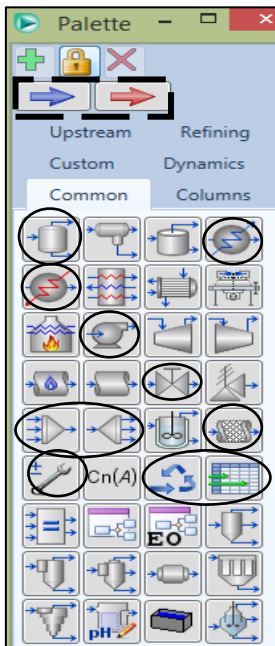 Palette
Upstream Refining
Custom Dynamics
Common Columns
Cn(A)
EO
pH